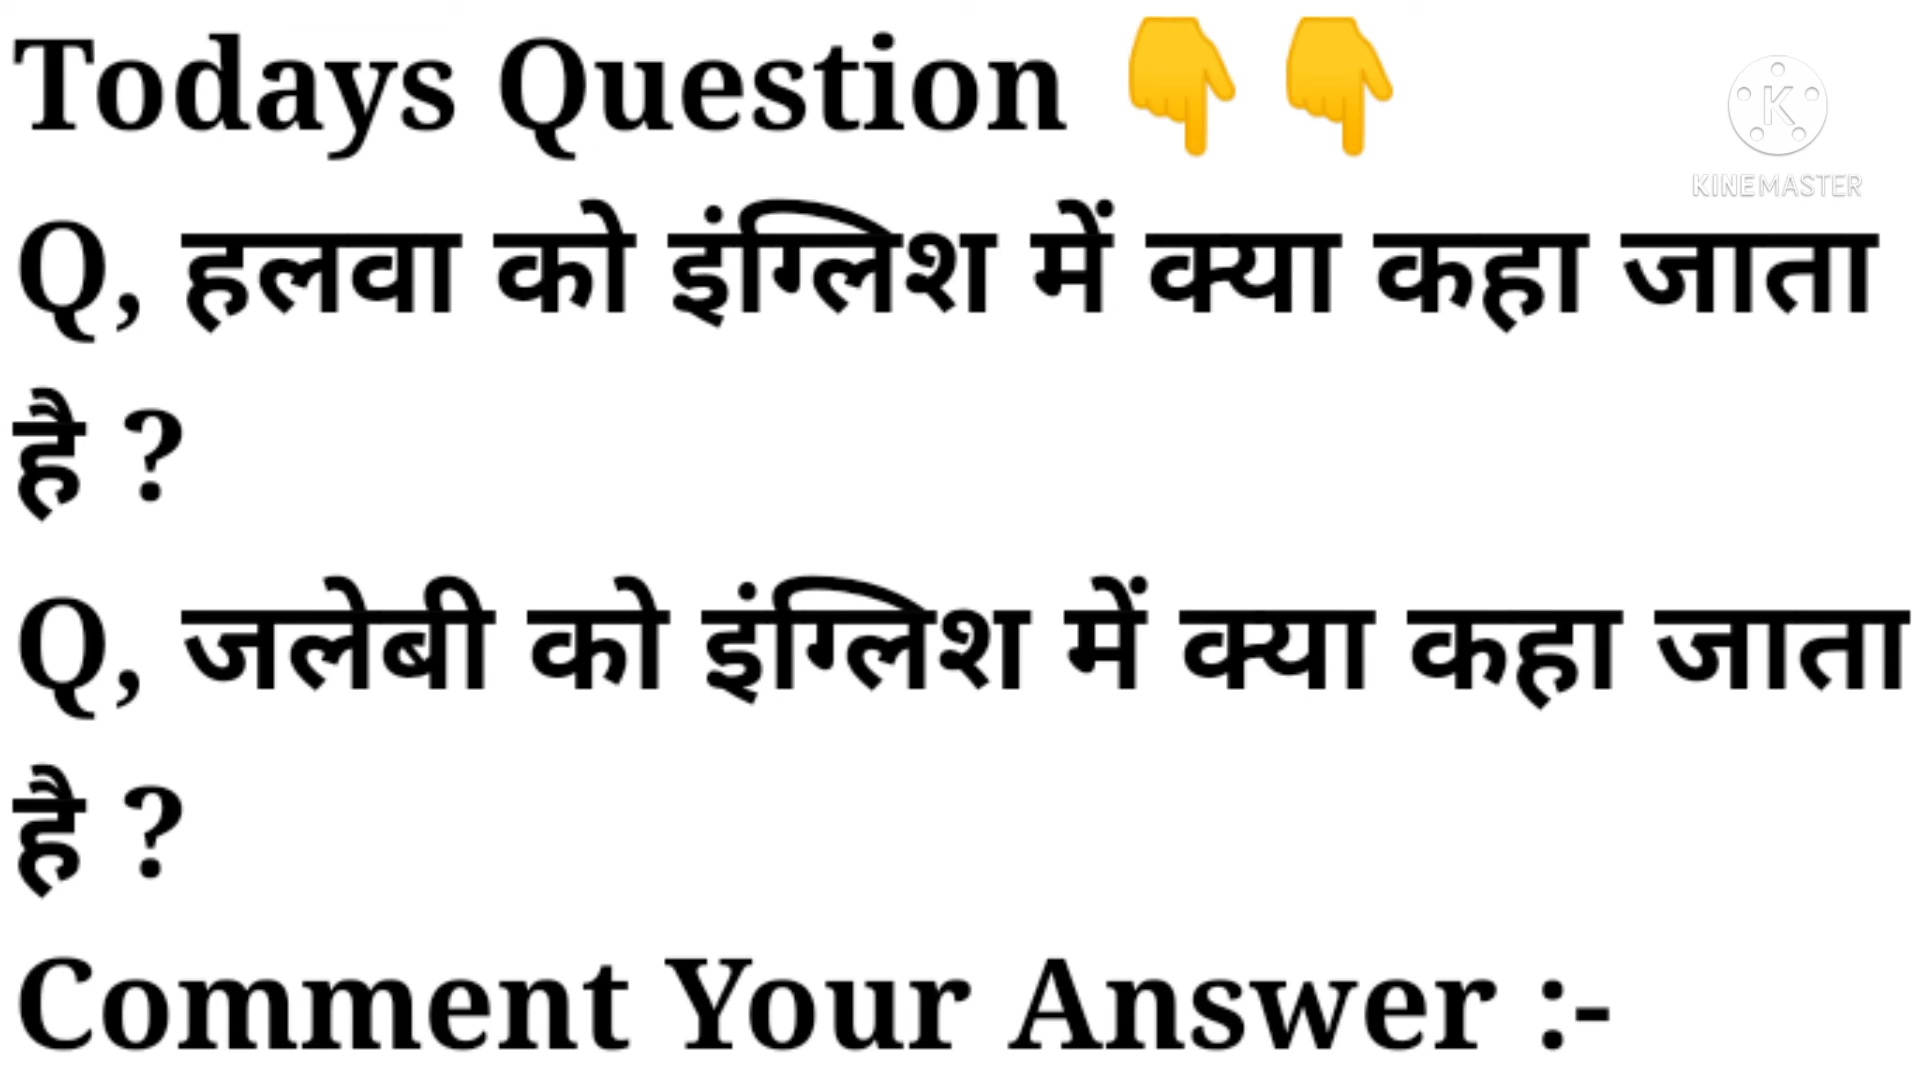 Todays Question 👇👇
KINEMASTER
Q, हलवा को इंग्लिश में क्या कहा जाता
है ?
Q, जलेबी को इंग्लिश में क्या कहा जाता
है ?
Comment Your Answer :-